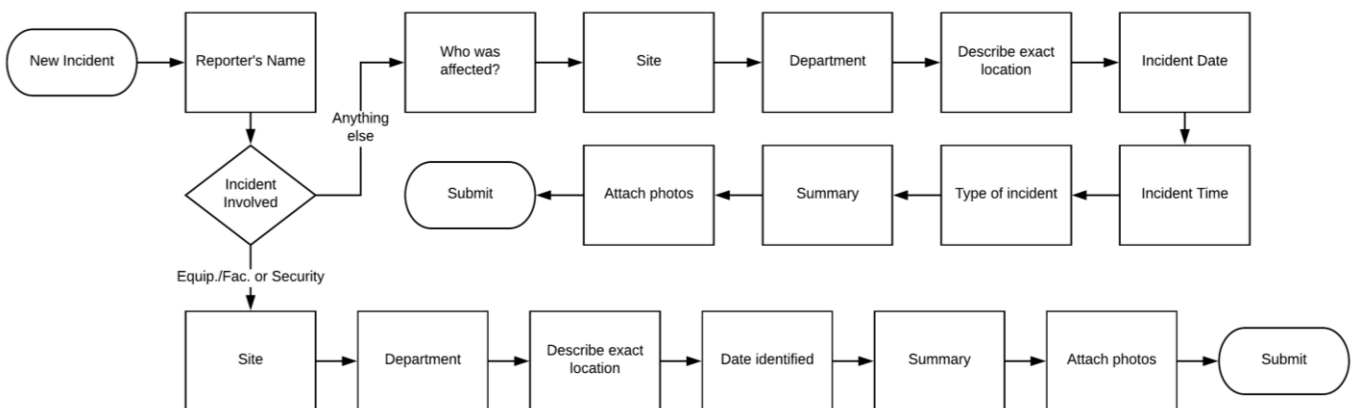 New Incident
Reporter's Name
Who was
affected?
Site
Department
Describe exact
location
Incident Date
Anything
else
Incident
Involved
Submit
Attach photos
Summary
Type of incident
Incident Time
Equip./Fac. or Security
Site
Department
Describe exact
location
Date identified
Summary
Attach photos
Submit